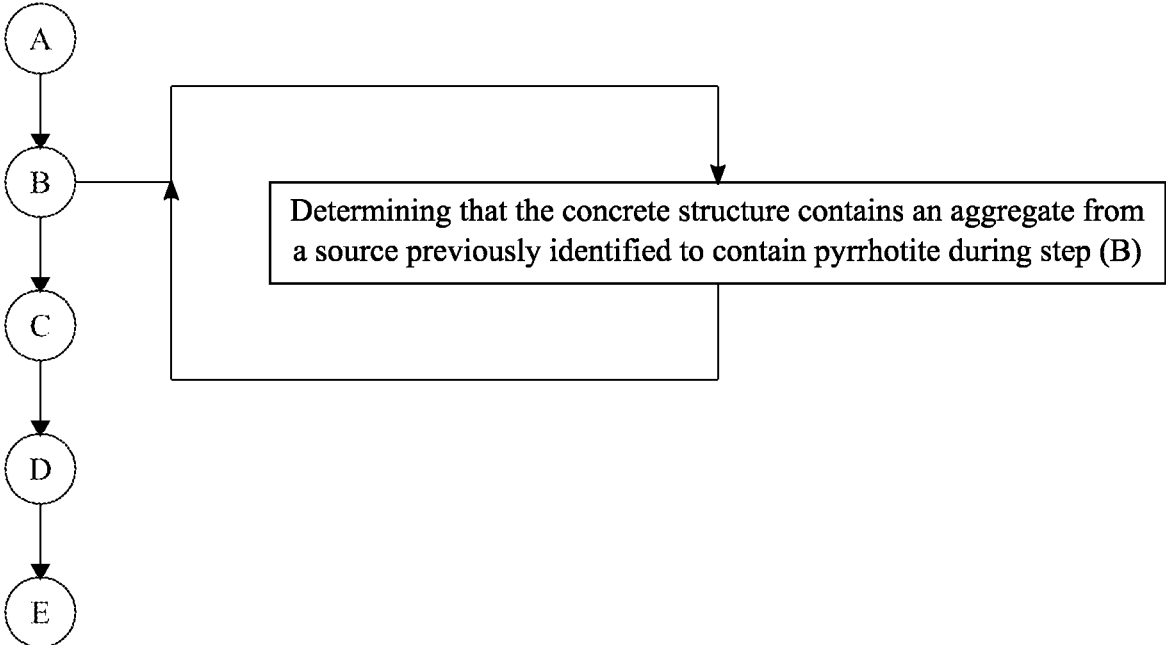 A
B
Determining that the concrete structure contains an aggregate from
a source previously identified to contain pyrrhotite during step (B)
C
D
E